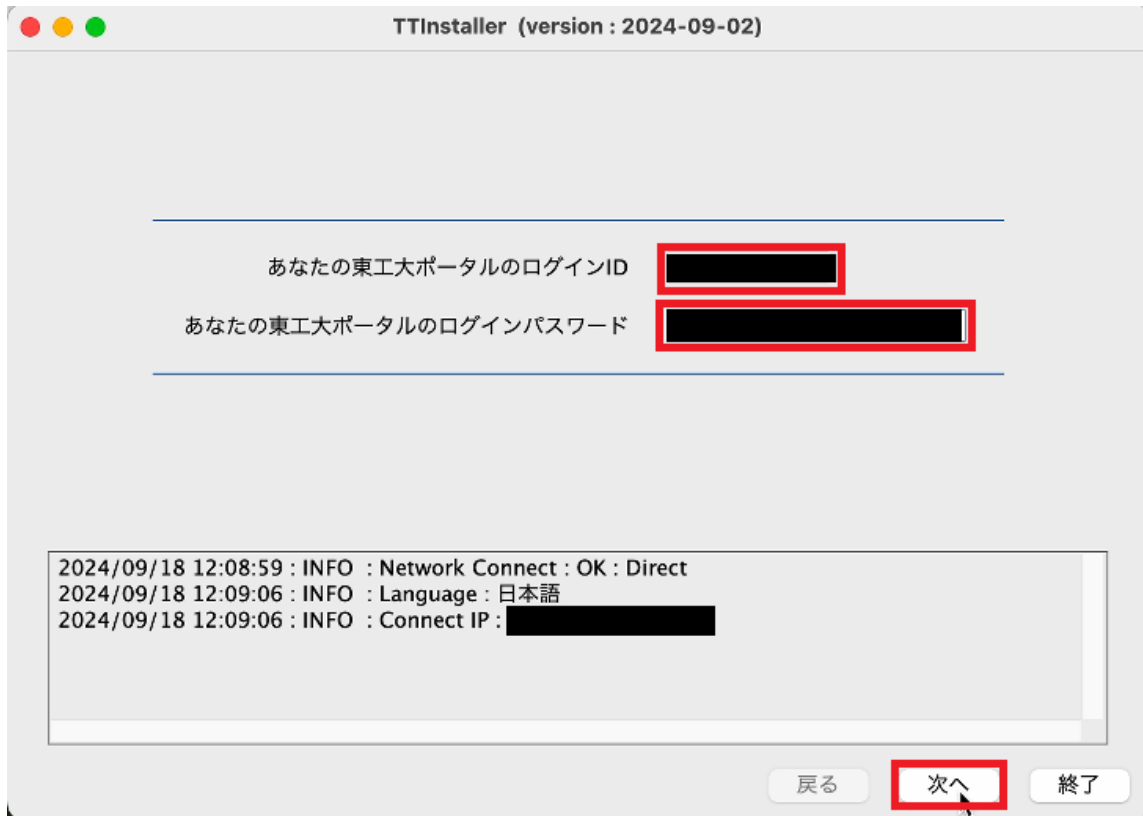 TTInstaller (version : 2024-09-02)
あなたの東工大ポータルのログインID
あなたの東工大ポータルのログインパスワード
2024/09/18 12:08:59 : INFO : Network Connect : OK : Direct
2024/09/18 12:09:06 : INFO : Language : 日本語
2024/09/18 12:09:06 : INFO : Connect IP :
戻る 次へ 終了